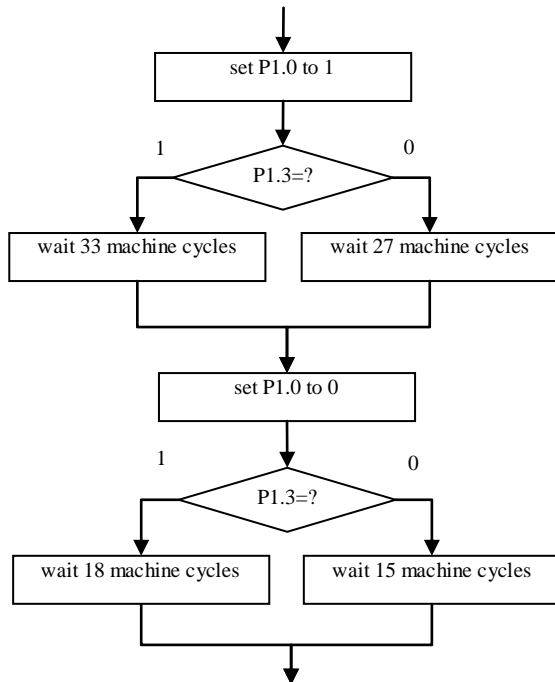 set P1.0 to 1
1
0
P1.3=?
wait 33 machine cycles
wait 27 machine cycles
set P1.0 to 0
1
0
P1.3=?
wait 18 machine cycles
wait 15 machine cycles